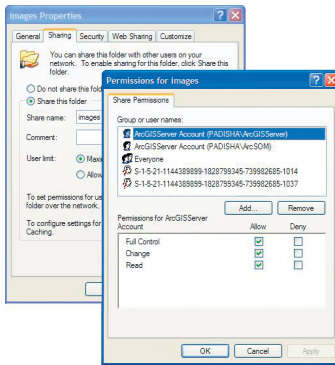 Images Properties
General Sharing Security Web Sharing Customize
You can share this folder with other users on your
network. To enable sharing for this folder, click Share this
folder.
Do not share this fold
Share this folder
Share name: images
Comment:
User limit: Maxi
Allow
To set permissions for us
folder over the network,
To configure settings for
Caching.
Permissions for images
Share Permissions
Group or user names:
ArcGISServer Account (PADISHA\ArcGISServer)
ArcGISServer Account (PADISHA\ArcSOM)
Everyone
S-1-5-21-1144389899-1828799345-739982685-1014
S-1-5-21-1144389899-1828799345-739982685-1037
Add... Remove
Permissions for ArcGISServer
Account Allow Deny
Full Control
Change
Read
OK Cancel Apply